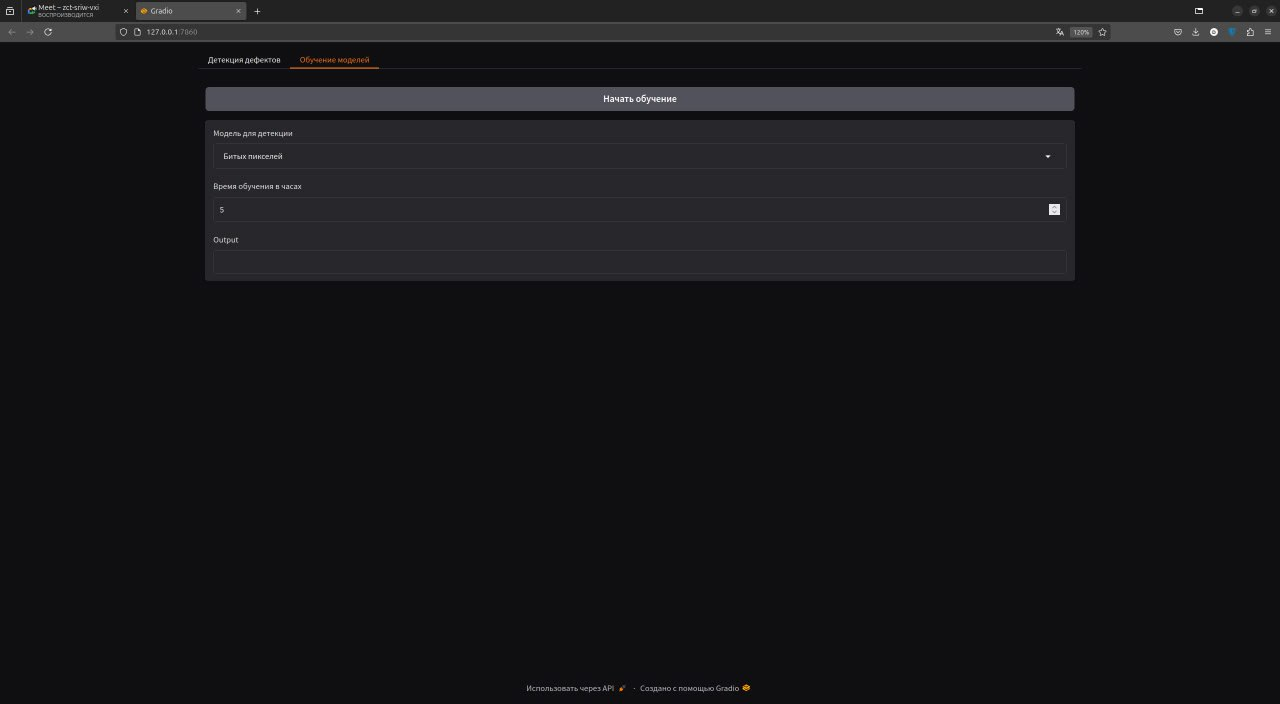 Meet – zct-sriw-vxi
ВОСПРОИЗВОДИТСЯ
Gradio
127.0.0.1:7860
120%
Детекция дефектов
Обучение моделей
Начать обучение
Модель для детекции
Битых пикселей
Время обучения в часах
5
Output
Использовать через API · Создано с помощью Gradio